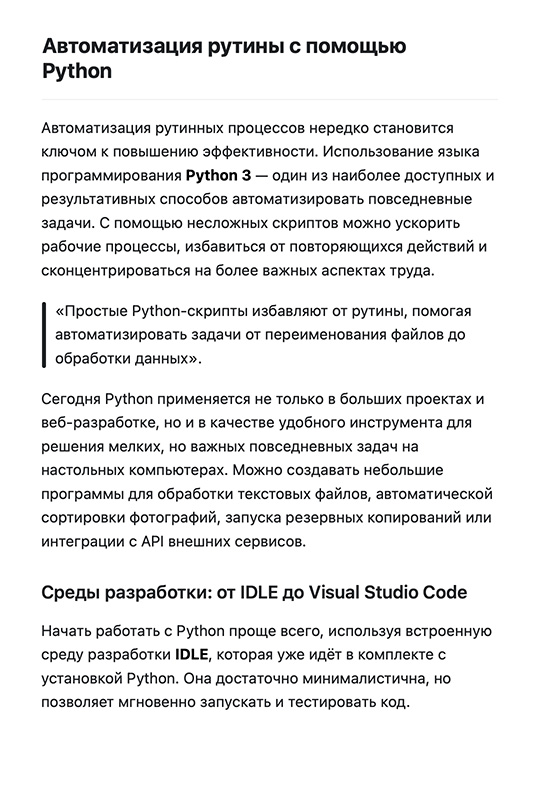 Автоматизация рутины с помощью
Python
Автоматизация рутинных процессов нередко становится
ключом к повышению эффективности. Использование языка
программирования Python 3 — один из наиболее доступных и
результативных способов автоматизировать повседневные
задачи. С помощью несложных скриптов можно ускорить
рабочие процессы, избавиться от повторяющихся действий и
сконцентрироваться на более важных аспектах труда.
«Простые Python-скрипты избавляют от рутины, помогая
автоматизировать задачи от переименования файлов до
обработки данных».
Сегодня Python применяется не только в больших проектах и
веб-разработке, но и в качестве удобного инструмента для
решения мелких, но важных повседневных задач на
настольных компьютерах. Можно создавать небольшие
программы для обработки текстовых файлов, автоматической
сортировки фотографий, запуска резервных копирований или
интеграции с API внешних сервисов.
Среды разработки: от IDLE до Visual Studio Code
Начать работать с Python проще всего, используя встроенную
среду разработки IDLE, которая уже идёт в комплекте с
установкой Python. Она достаточно минималистична, но
позволяет мгновенно запускать и тестировать код.